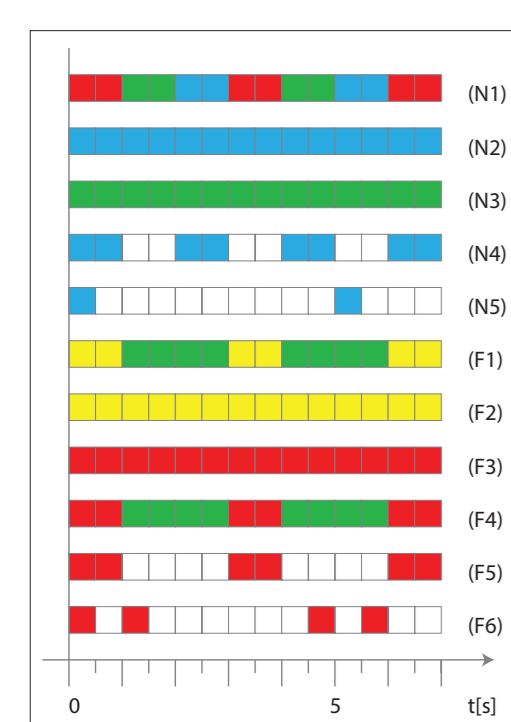 (N1)
(N2)
(N3)
(N4)
(N5)
(F1)
(F2)
(F3)
(F4)
(F5)
(F6)
0 5 t[s]